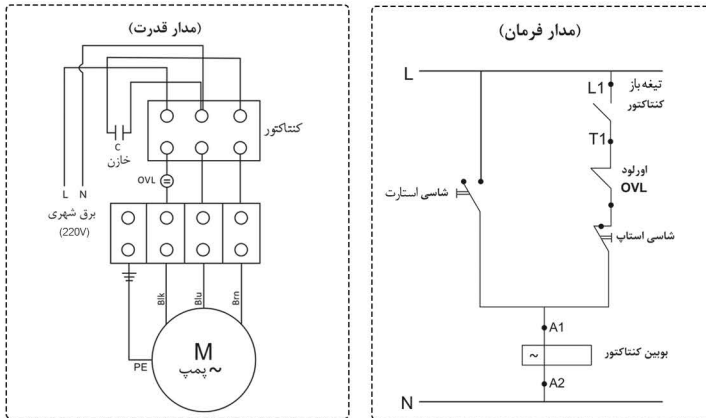 (مدار قدرت)
کنتاکتور
C
خازن
OVL
L N
برق شهری
(220V)
Blk
Blu
Brn
PE
M
~پمپ
(مدار فرمان)
L
L1
تیغه باز
کنتاکتور
T1
اورلود
OVL
شاسی استارت
شاسی استاپ
A1
~
بوبین کنتاکتور
A2
N